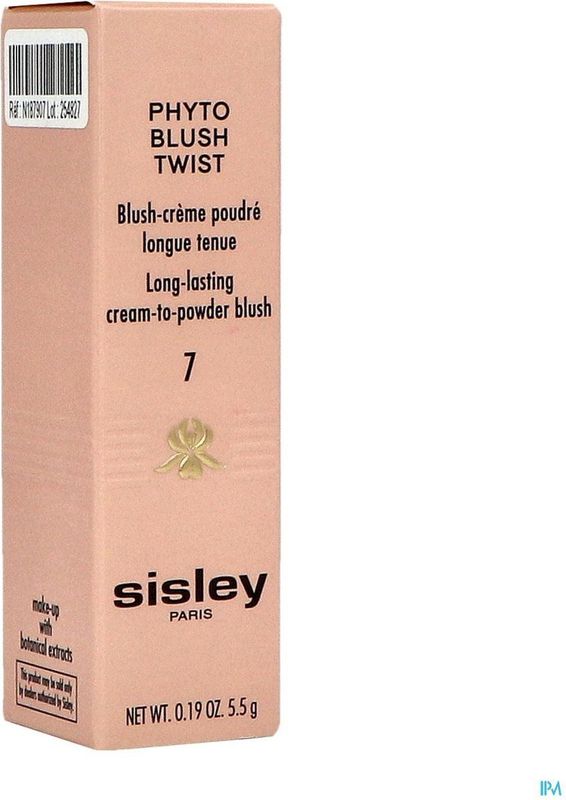 Réf : N187907 Lot : 254827
PHYTO
BLUSH
TWIST
Blush-crème poudré
longue tenue
Long-lasting
cream-to-powder blush
7
sisley
PARIS
NET WT. 0.19 OZ. 5.5 g
make-up
with
botanical extracts
This product may be sold only
by dealers authorized by Sisley.
IPM